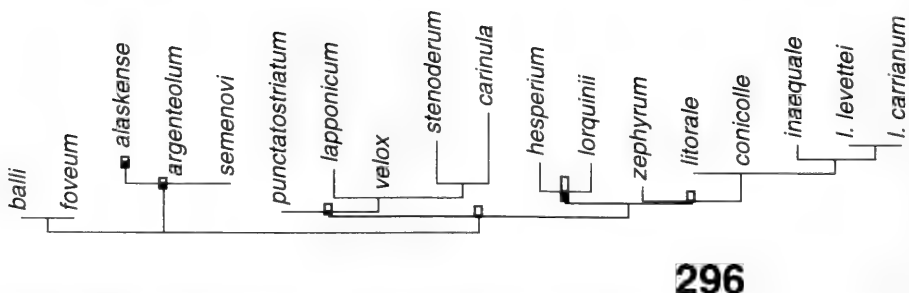 balli
foveum
alaskense
argenteolum
semenovi
punctatostriatum
lapponicum
velox
stenoderum
carinula
hesperium
lorquinii
zephyrum
litorale
conicolle
inaequale
l. levettei
l. carrianum
296